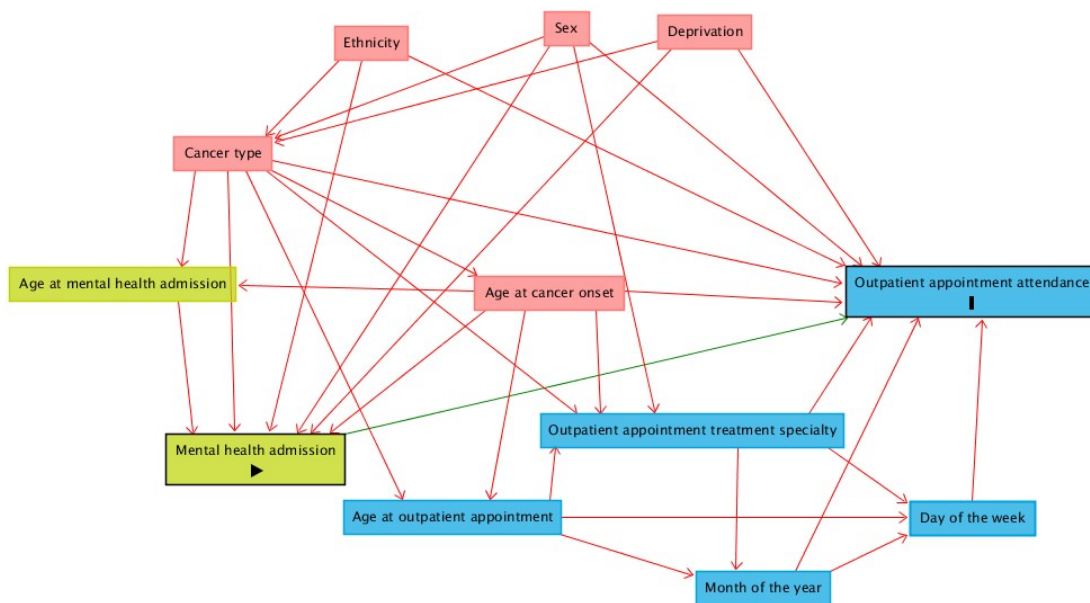 Sex
Ethnicity
Deprivation
Cancer type
Age at mental health admission
Age at cancer onset
Outpatient appointment attendance
Outpatient appointment treatment specialty
Mental health admission
Age at outpatient appointment
Day of the week
Month of the year